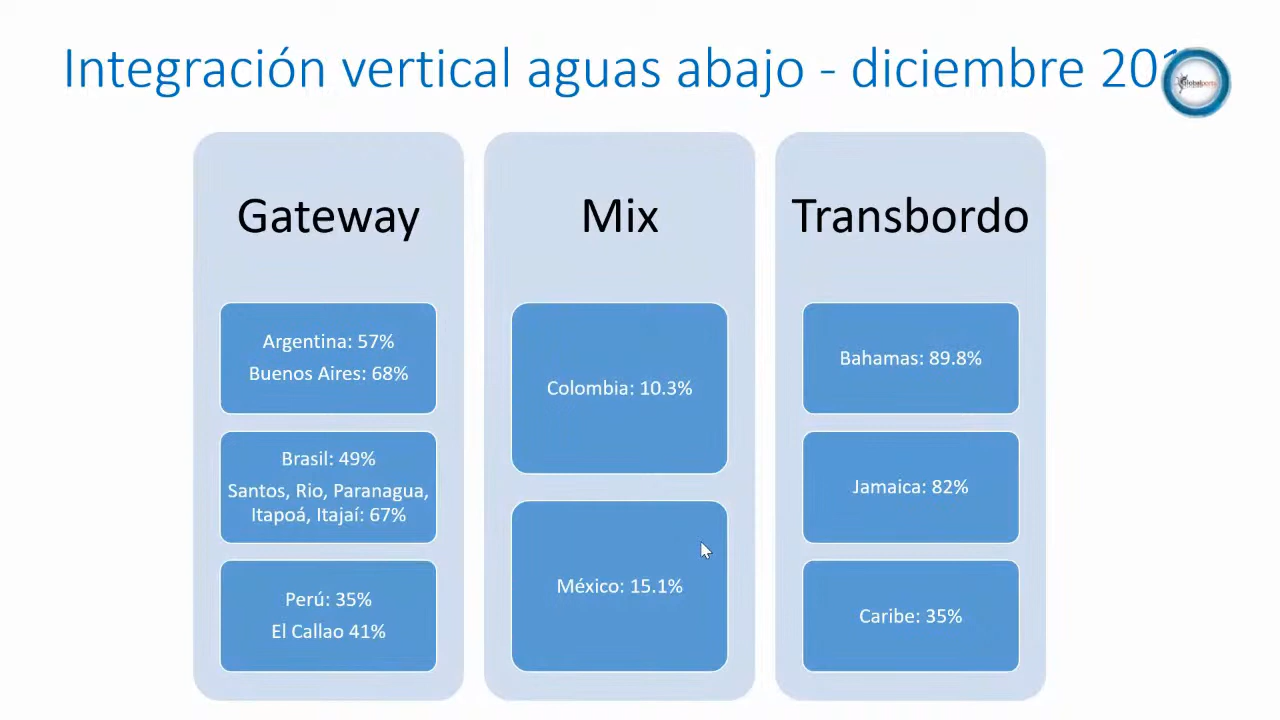 Integración vertical aguas abajo - diciembre
Gateway
Argentina: 57%
Buenos Aires: 68%
Brasil: 49%
Santos, Rio, Paranagua,
Itapoá, Itajaí: 67%
Perú: 35%
El Callao 41%
Mix
Colombia: 10.3%
México: 15.1%
Transbordo
Bahamas: 89.8%
Jamaica: 82%
Caribe: 35%